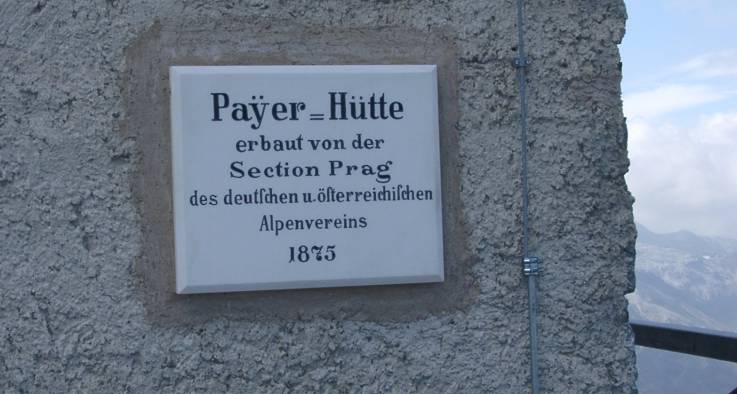 Paÿer=Hütte
erbaut von der
Section Prag
des deutſchen u. öſterreichiſchen
Alpenvereins
1875